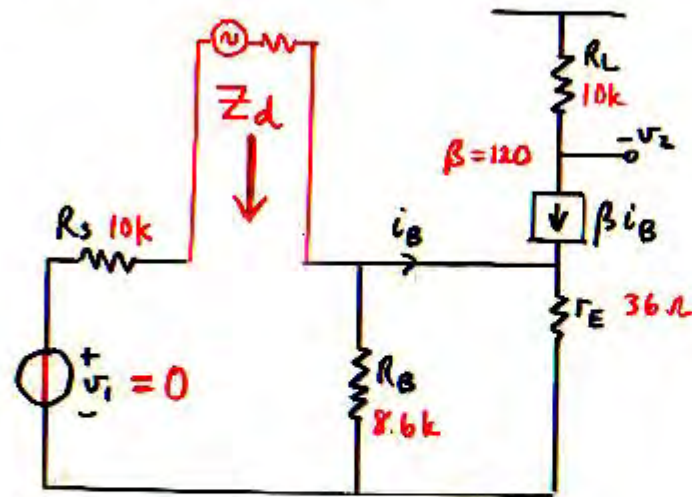 Zd
RL
10k
β=120
-v2
Rs 10k
iB
βiB
rE 36Ω
+
v1 = 0
-
RB
8.6k